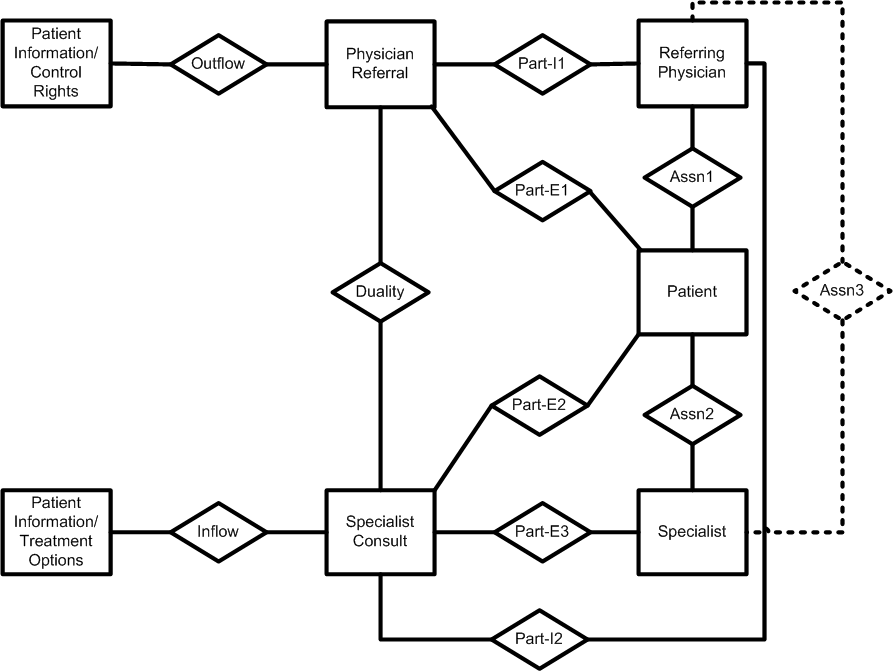 Patient
Information/
Control
Rights
Outflow
Physician
Referral
Part-I1
Referring
Physician
Assn1
Part-E1
Duality
Patient
Assn3
Part-E2
Assn2
Patient
Information/
Treatment
Options
Inflow
Specialist
Consult
Part-E3
Specialist
Part-I2